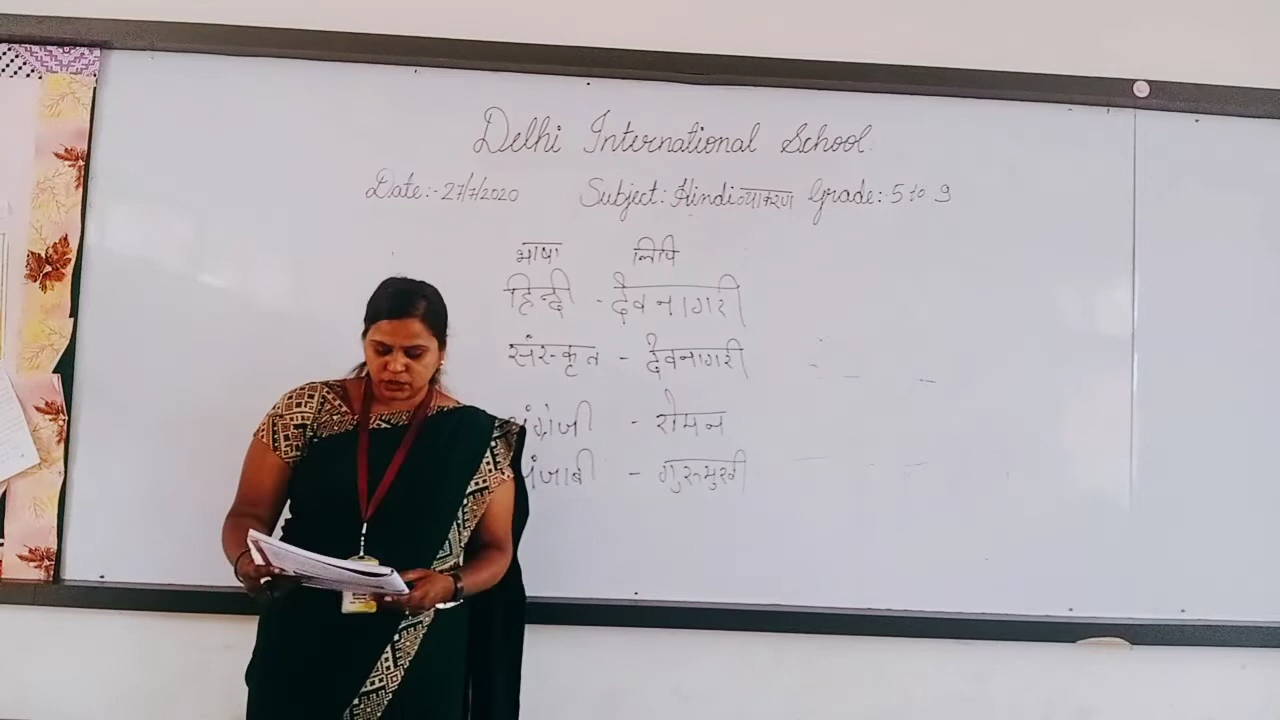 Delhi International School.
Date:-27/7/2020 Subject: Hindi व्याकरण Grade:-5 to 9
भाषा लिपि
हिन्दी - देवनागरी
संस्कृत - देवनागरी
अंग्रेजी - रोमन
पंजाबी - गुरुमुखी